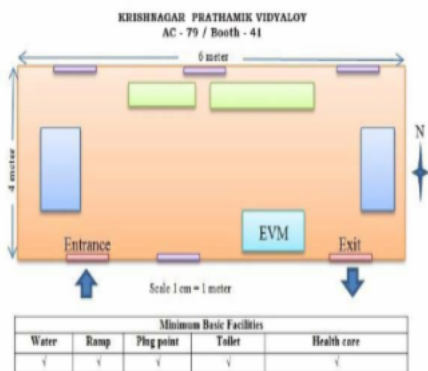 KRISHNAGAR PRATHAMIK VIDYALOY
AC - 79 / Booth - 41
6 meter
4 meter
N
EVM
Entrance
Exit
Scale 1 cm = 1 meter
Minimum Basic Facilities
Water Ramp Plug point Toilet Health care
√ √ √ √ √